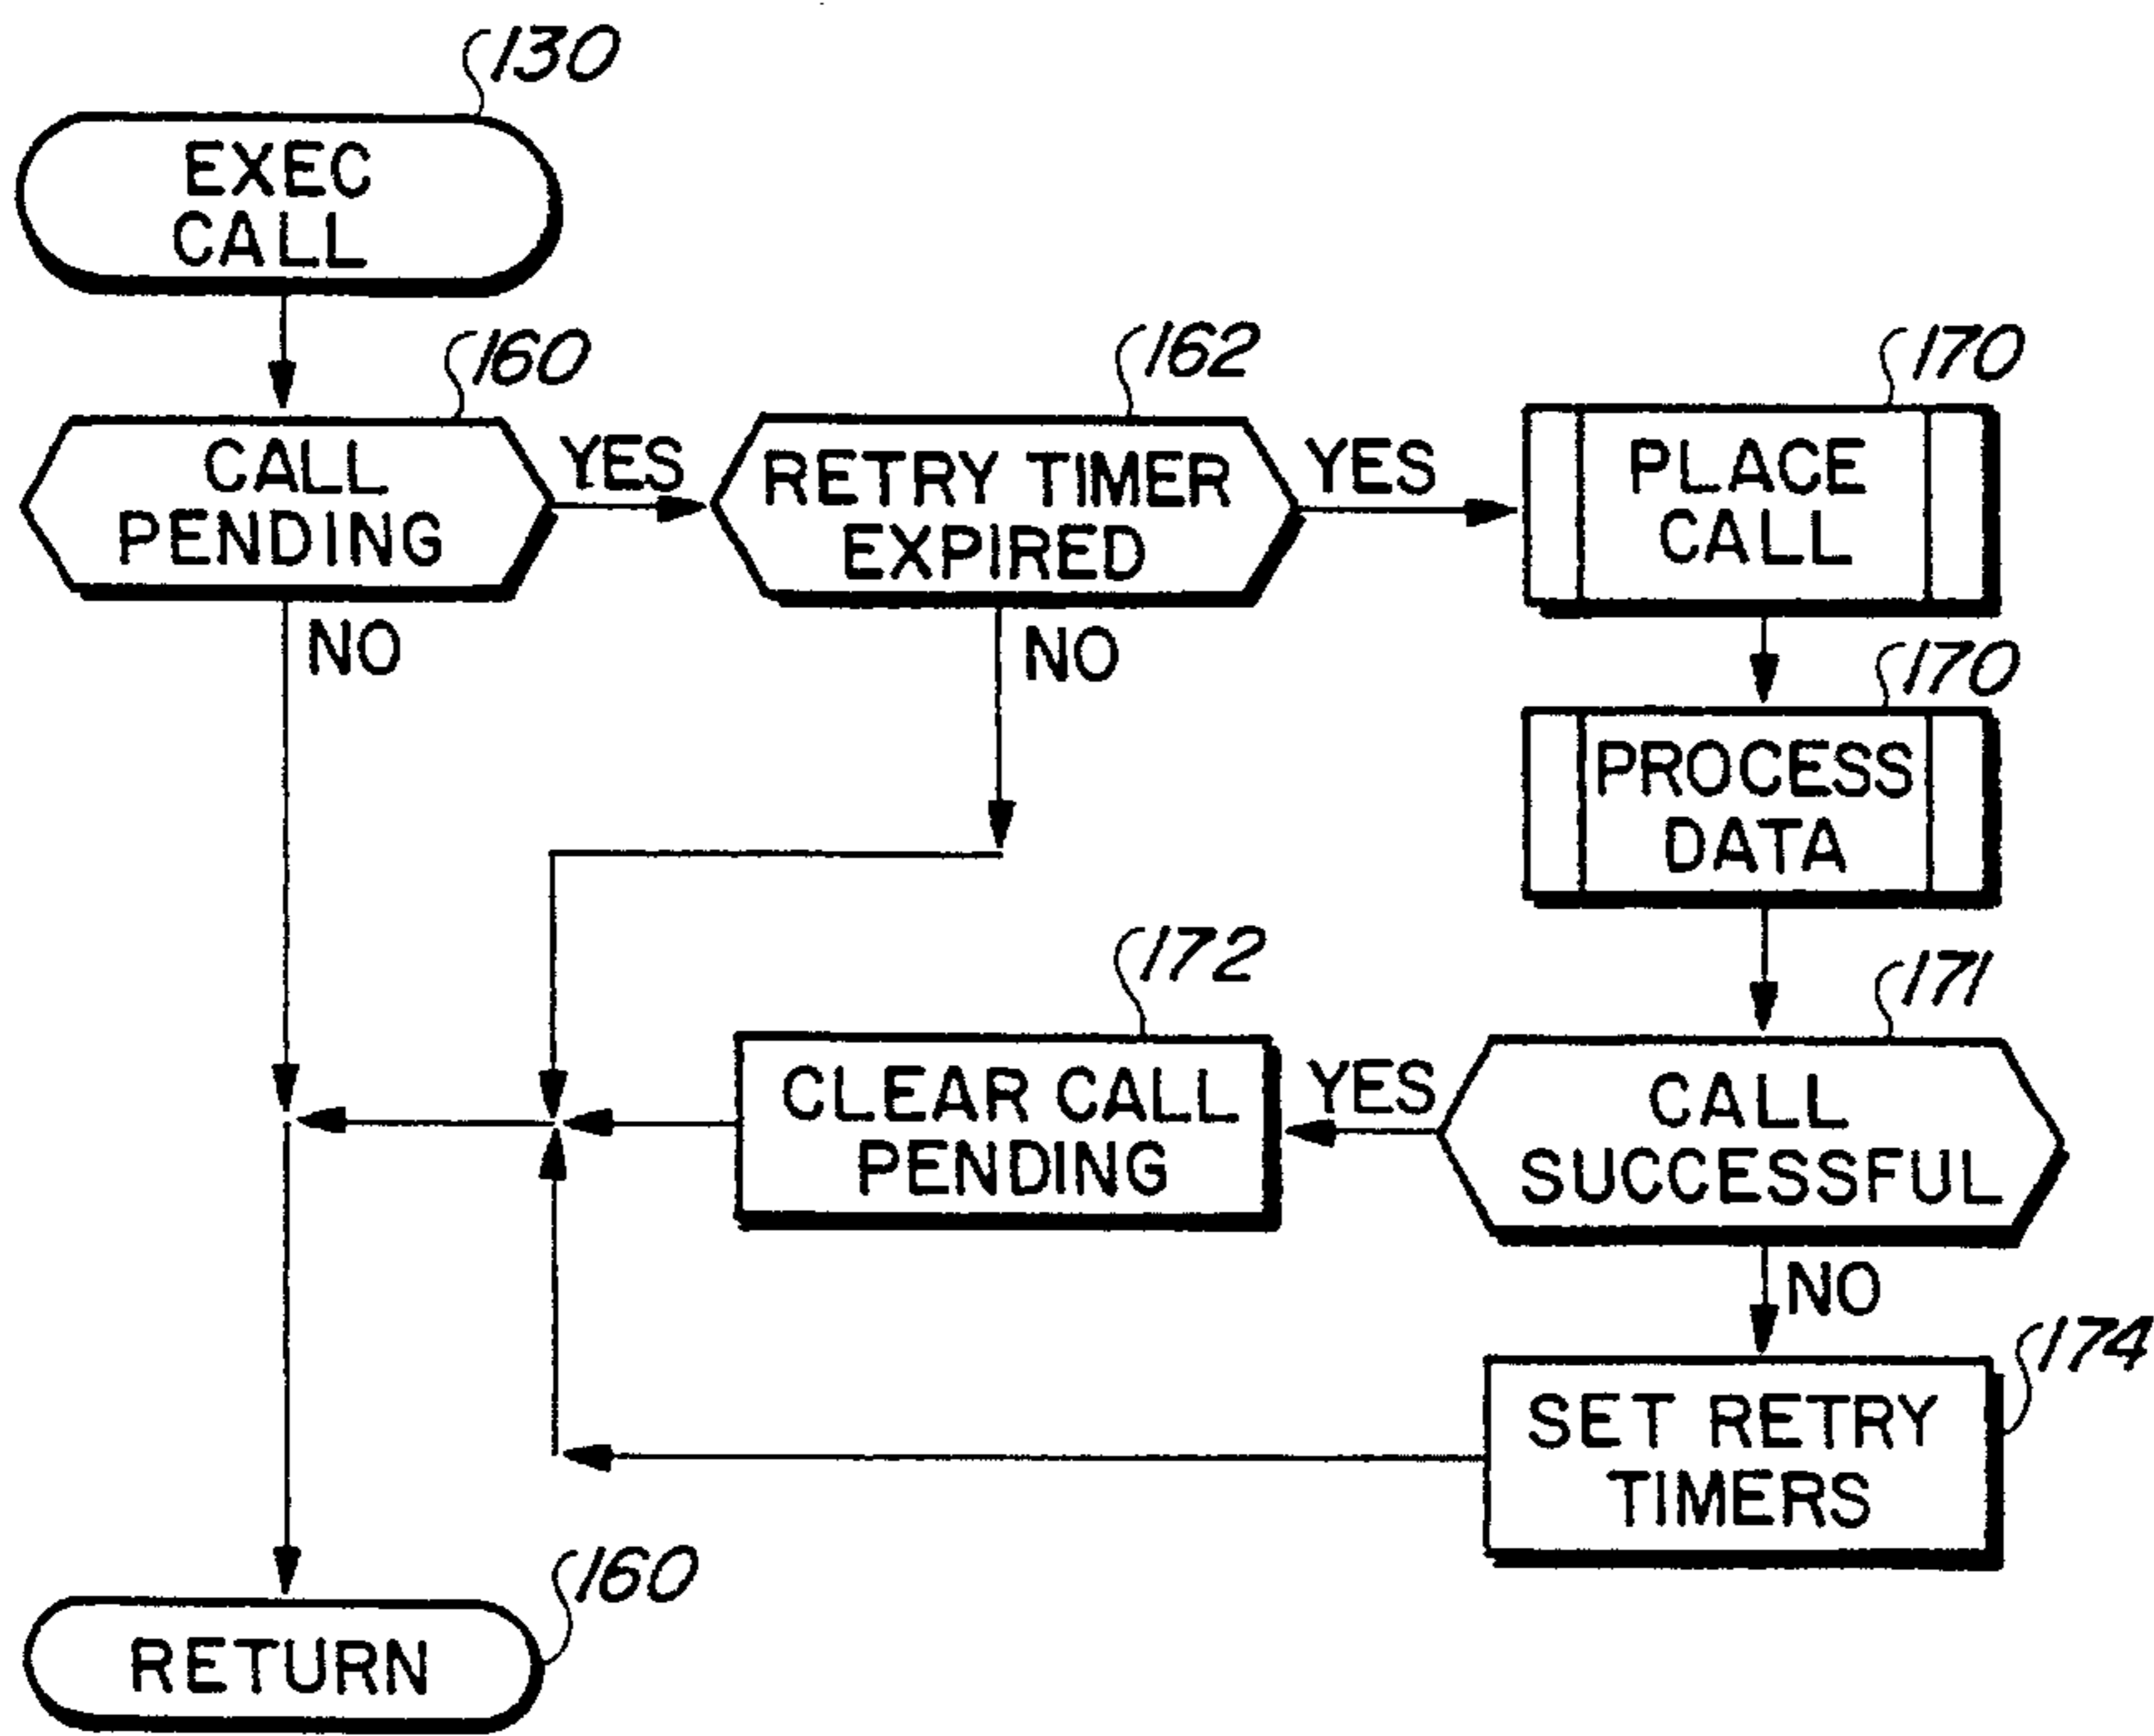 130
EXEC
CALL
160
CALL
PENDING
YES
NO
162
RETRY TIMER
EXPIRED
YES
NO
170
PLACE
CALL
170
PROCESS
DATA
171
CALL
SUCCESSFUL
YES
NO
172
CLEAR CALL
PENDING
174
SET RETRY
TIMERS
160
RETURN